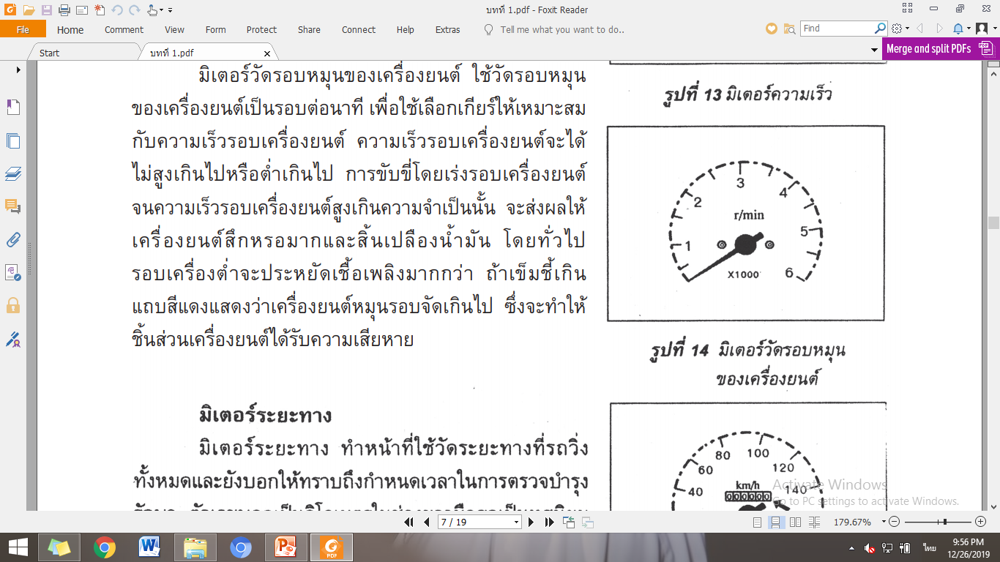 บทที่ 1.pdf - Foxit Reader
File Home Comment View Form Protect Share Connect Help Extras Tell me what you want to do.. Find
Start บทที่ 1.pdf x Merge and split PDFs
มิเตอร์วัดรอบหมุนของเครื่องยนต์ ใช้วัดรอบหมุน
ของเครื่องยนต์เป็นรอบต่อนาที เพื่อใช้เลือกเกียร์ให้เหมาะสม
กับความเร็วรอบเครื่องยนต์ ความเร็วรอบเครื่องยนต์จะได้
ไม่สูงเกินไปหรือต่ำเกินไป การขับขี่โดยเร่งรอบเครื่องยนต์
จนความเร็วรอบเครื่องยนต์สูงเกินความจำเป็นนั้น จะส่งผลให้
เครื่องยนต์สึกหรอมากและสิ้นเปลืองน้ำมัน โดยทั่วไป
รอบเครื่องต่ำจะประหยัดเชื้อเพลิงมากกว่า ถ้าเข็มชี้เกิน
แถบสีแดงแสดงว่าเครื่องยนต์หมุนรอบจัดเกินไป ซึ่งจะทำให้
ชิ้นส่วนเครื่องยนต์ได้รับความเสียหาย
มิเตอร์ระยะทาง
มิเตอร์ระยะทาง ทำหน้าที่ใช้วัดระยะทางที่รถวิ่ง
ทั้งหมดและยังบอกให้ทราบถึงกำหนดเวลาในการตรวจบำรุง
รูปที่ 13 มิเตอร์ความเร็ว
1 2 3 4 5 6
r/min
X1000
รูปที่ 14 มิเตอร์วัดรอบหมุน
ของเครื่องยนต์
40 60 80 100 120 140
km/h
000000
Activate Windows
Go to PC settings to activate Windows.
7 / 19 179.67%
ไทย 9:56 PM
12/26/2019